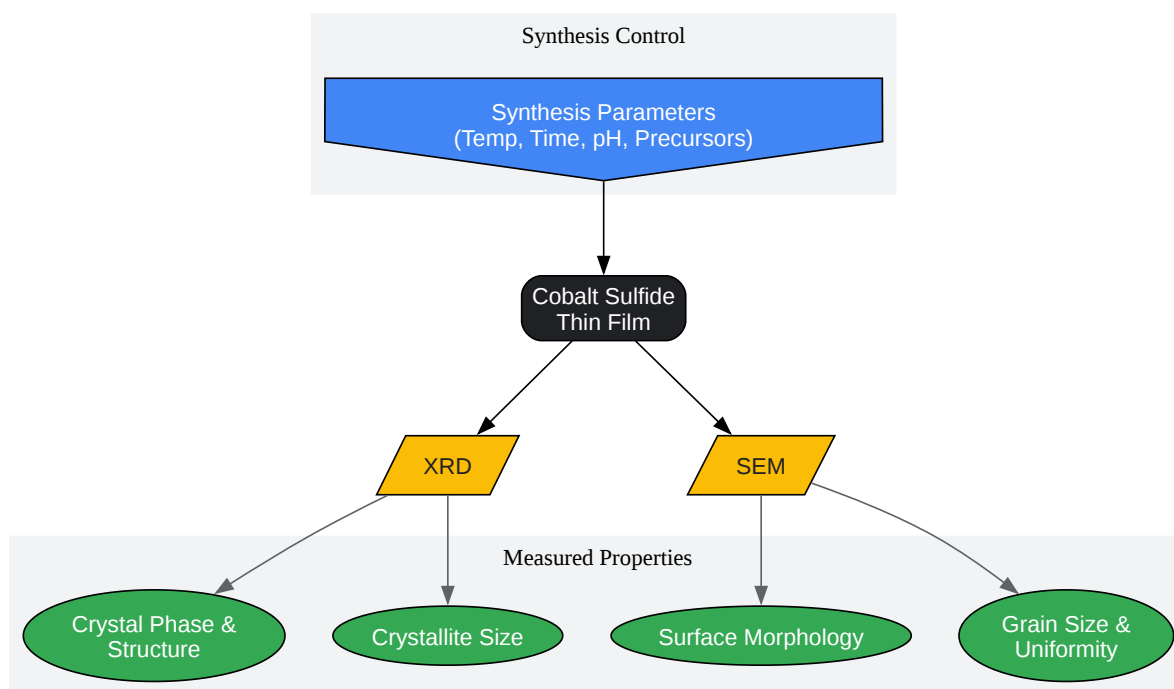 Synthesis Control
Synthesis Parameters
(Temp, Time, pH, Precursors)
Cobalt Sulfide
Thin Film
XRD
SEM
Measured Properties
Crystal Phase &
Structure
Crystallite Size
Surface Morphology
Grain Size &
Uniformity